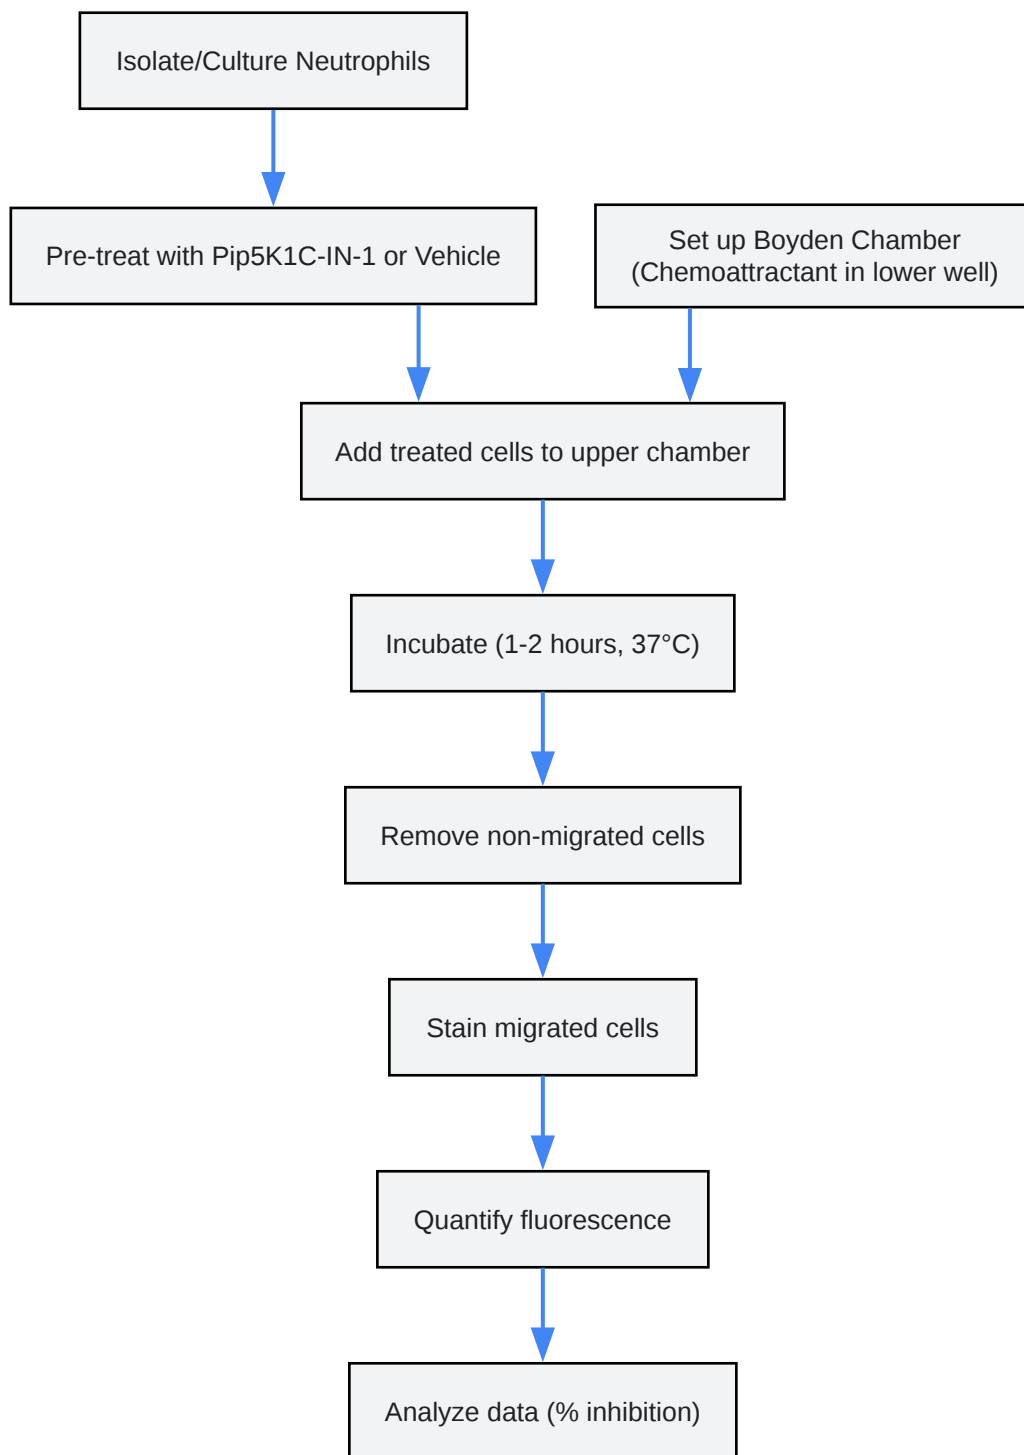 Isolate/Culture Neutrophils
Pre-treat with Pip5K1C-IN-1 or Vehicle
Set up Boyden Chamber
(Chemoattractant in lower well)
Add treated cells to upper chamber
Incubate (1-2 hours, 37°C)
Remove non-migrated cells
Stain migrated cells
Quantify fluorescence
Analyze data (% inhibition)